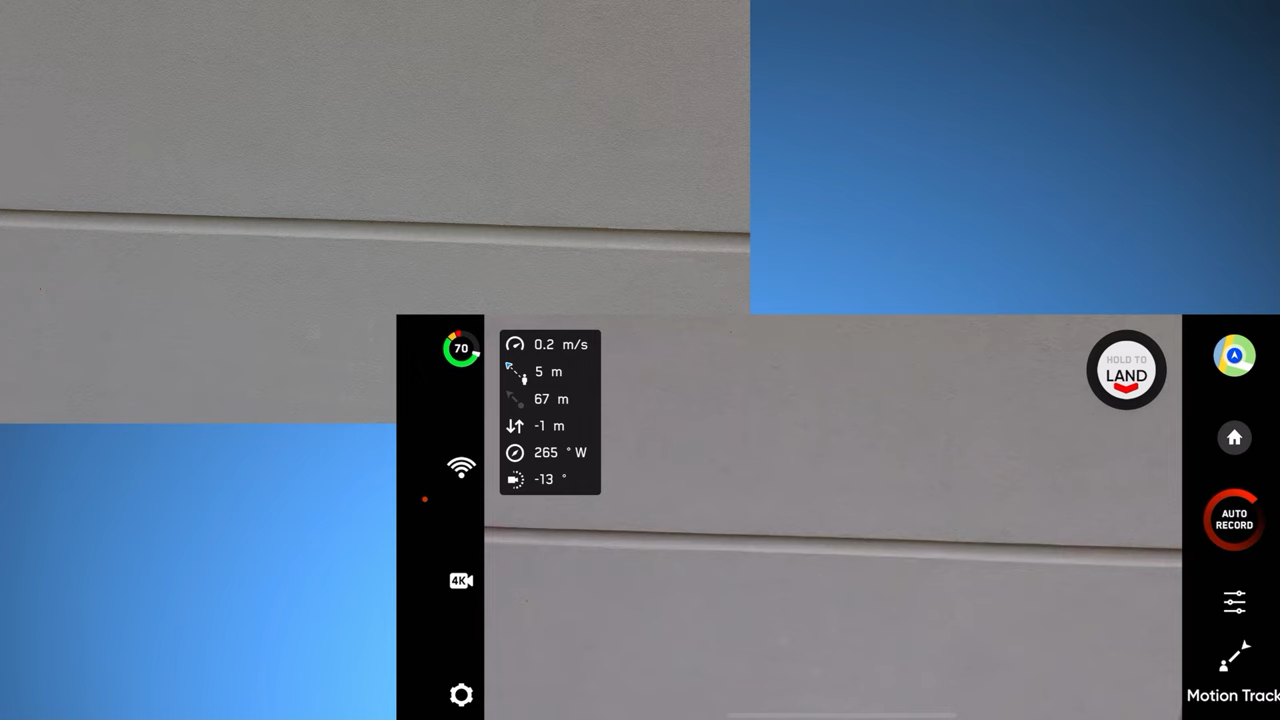 70
0.2 m/s
5 m
67 m
-1 m
265 ° W
-13 °
HOLD TO
LAND
AUTO
RECORD
4K
Motion Track